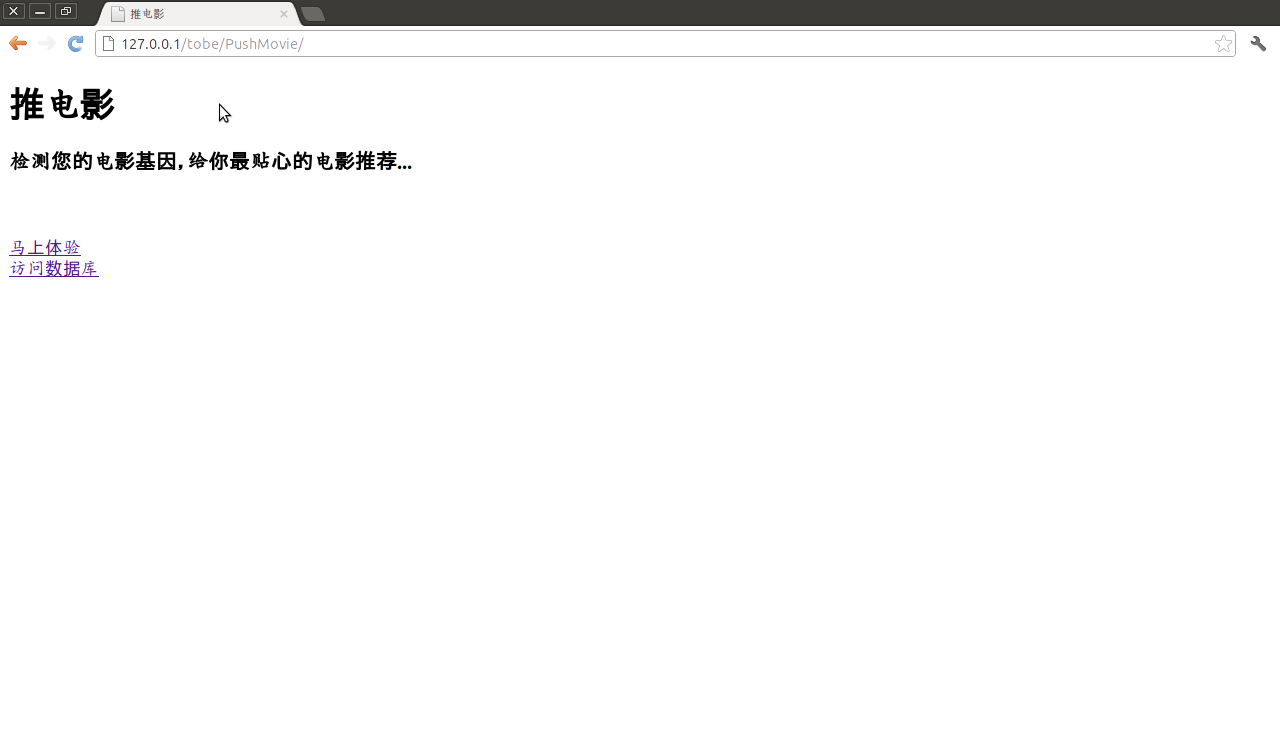 推电影
127.0.0.1/tobe/PushMovie/
推电影
检测您的电影基因,给你最贴心的电影推荐...
马上体验
访问数据库